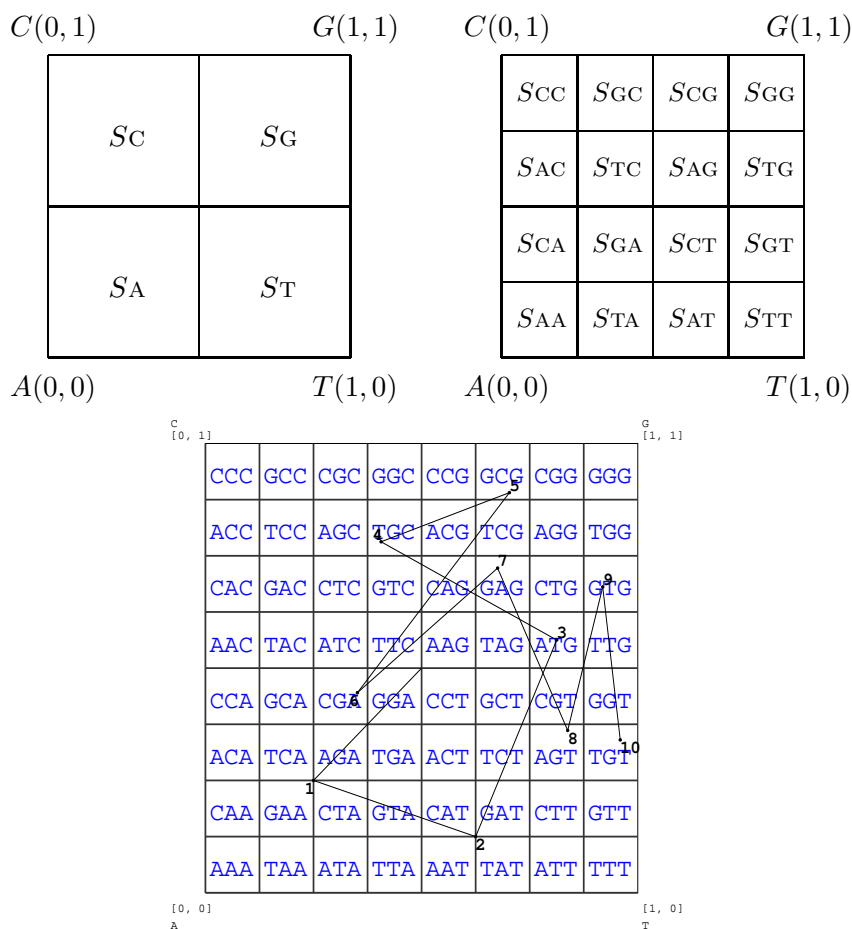 C(0, 1) G(1, 1) C(0, 1) G(1, 1)
SC SG
SA ST
SCC SGC SCG SGG
SAC STC SAG STG
SCA SGA SCT SGT
SAA STA SAT STT
A(0, 0) T(1, 0) A(0, 0) T(1, 0)
C G
[0, 1] [1, 1]
CCC GCC CGC GGC CCG GCG CGG GGG
5
ACC TCC AGC TGC ACG TCG AGG TGG
4
7
CAC GAC CTC GTC CAG GAG CTG GTG
9
3
AAC TAC ATC TTC AAG TAG ATG TTG
CCA GCA CGA GGA CCT GCT CGT GGT
6
8 10
ACA TCA AGA TGA ACT TCT AGT TGT
1
CAA GAA CTA GTA CAT GAT CTT GTT
2
AAA TAA ATA TTA AAT TAT ATT TTT
[0, 0] [1, 0]
A T